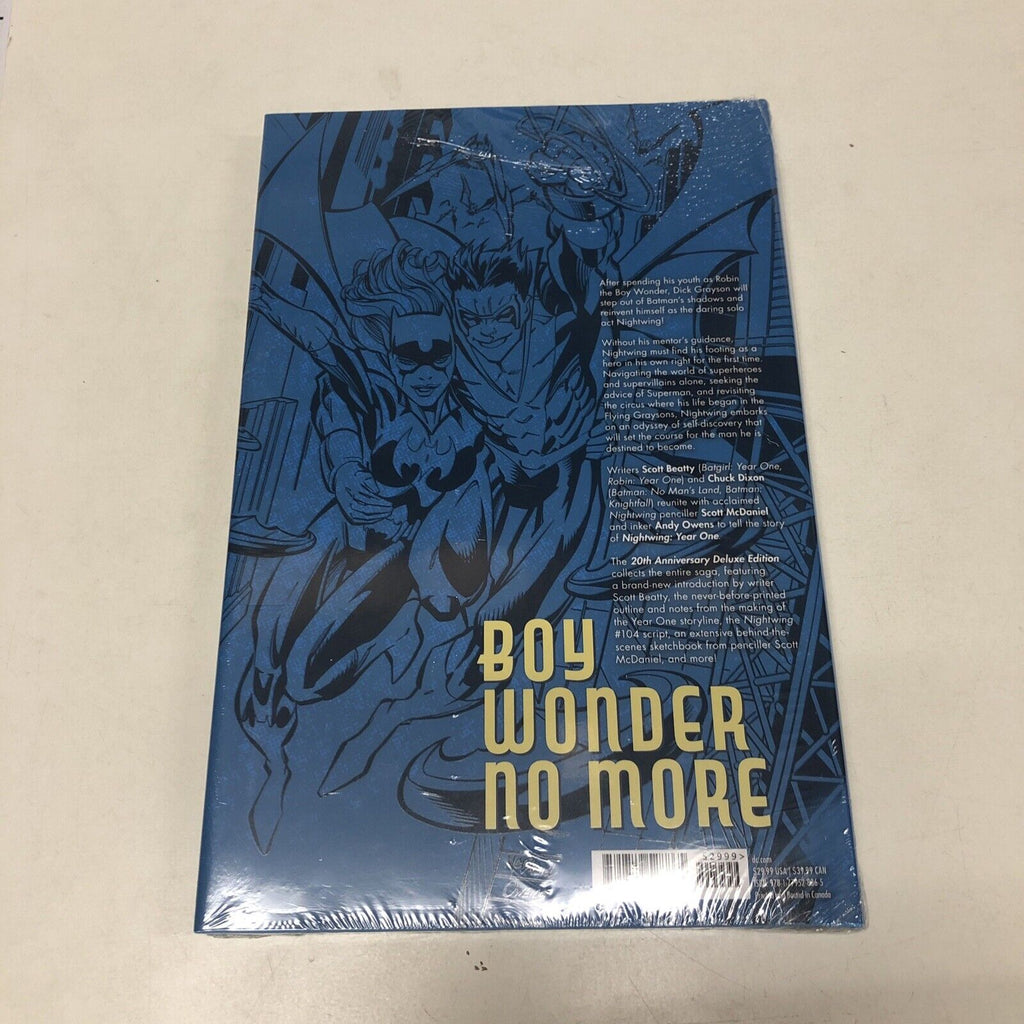 After spending his youth as Robin
the Boy Wonder, Dick Grayson will
step out of Batman's shadows and
reinvent himself as the daring solo
act Nightwing!
Without his mentor's guidance,
Nightwing must find his footing as a
hero in his own right for the first time.
Navigating the world of superheroes
and supervillains alone, seeking the
advice of Superman, and revisiting
the circus where his life began in the
Flying Graysons, Nightwing embarks
on an odyssey of self-discovery that
will set the course for the man he is
destined to become.
Writers Scott Beatty (Batgirl: Year One,
Robin: Year One) and Chuck Dixon
(Batman: No Man's Land, Batman:
Knightfall) reunite with acclaimed
Nightwing penciller Scott McDaniel
and inker Andy Owens to tell the story
of Nightwing: Year One.
The 20th Anniversary Deluxe Edition
collects the entire saga, featuring
a brand-new introduction by writer
Scott Beatty, the never-before-printed
outline and notes from the making of
the Year One storyline, the Nightwing
#104 script, an extensive behind-the-
scenes sketchbook from penciller Scott
McDaniel, and more!
BOY
WONDER
NO MORE
52999>
dc.com
$29.99 USA | $39.99 CAN
Printed in Canada